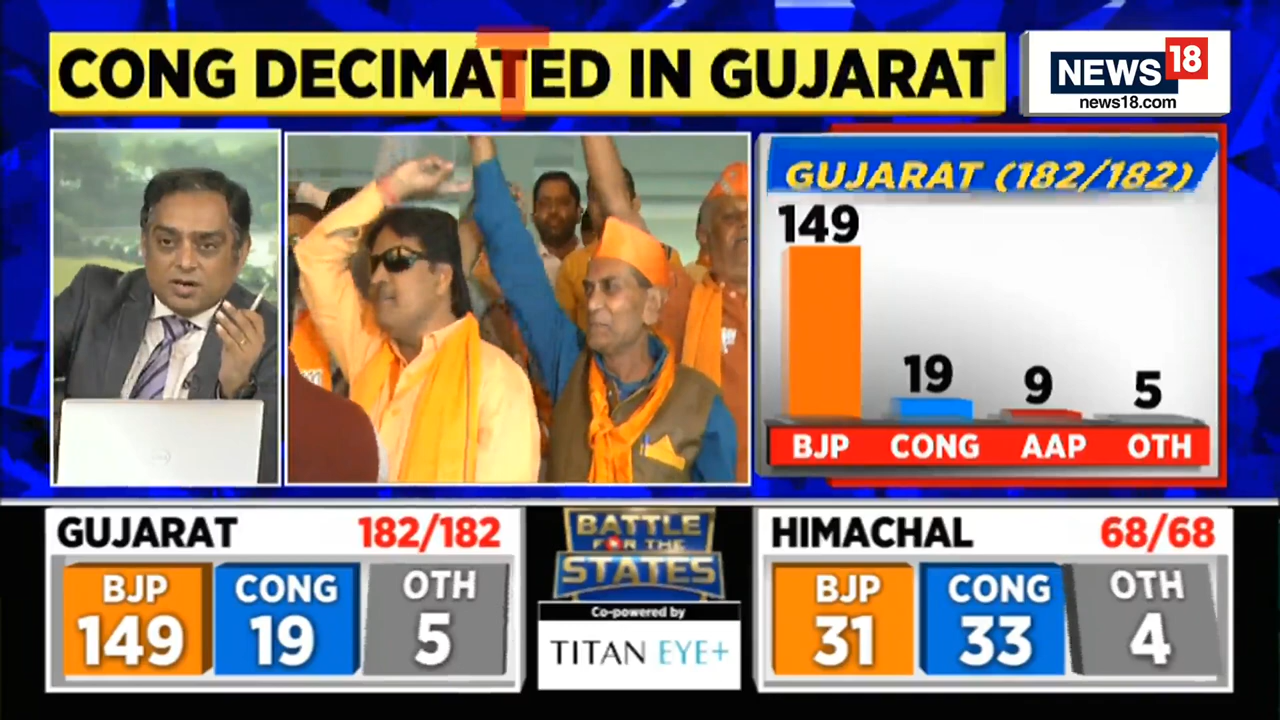 CONG DECIMATED IN GUJARAT
NEWS 18
news18.com
GUJARAT (182/182)
149
19
9
5
BJP CONG AAP OTH
GUJARAT 182/182
BJP CONG OTH
149 19 5
BATTLE
FOR THE
STATES
Co-powered by
TITAN EYE+
HIMACHAL 68/68
BJP CONG OTH
31 33 4